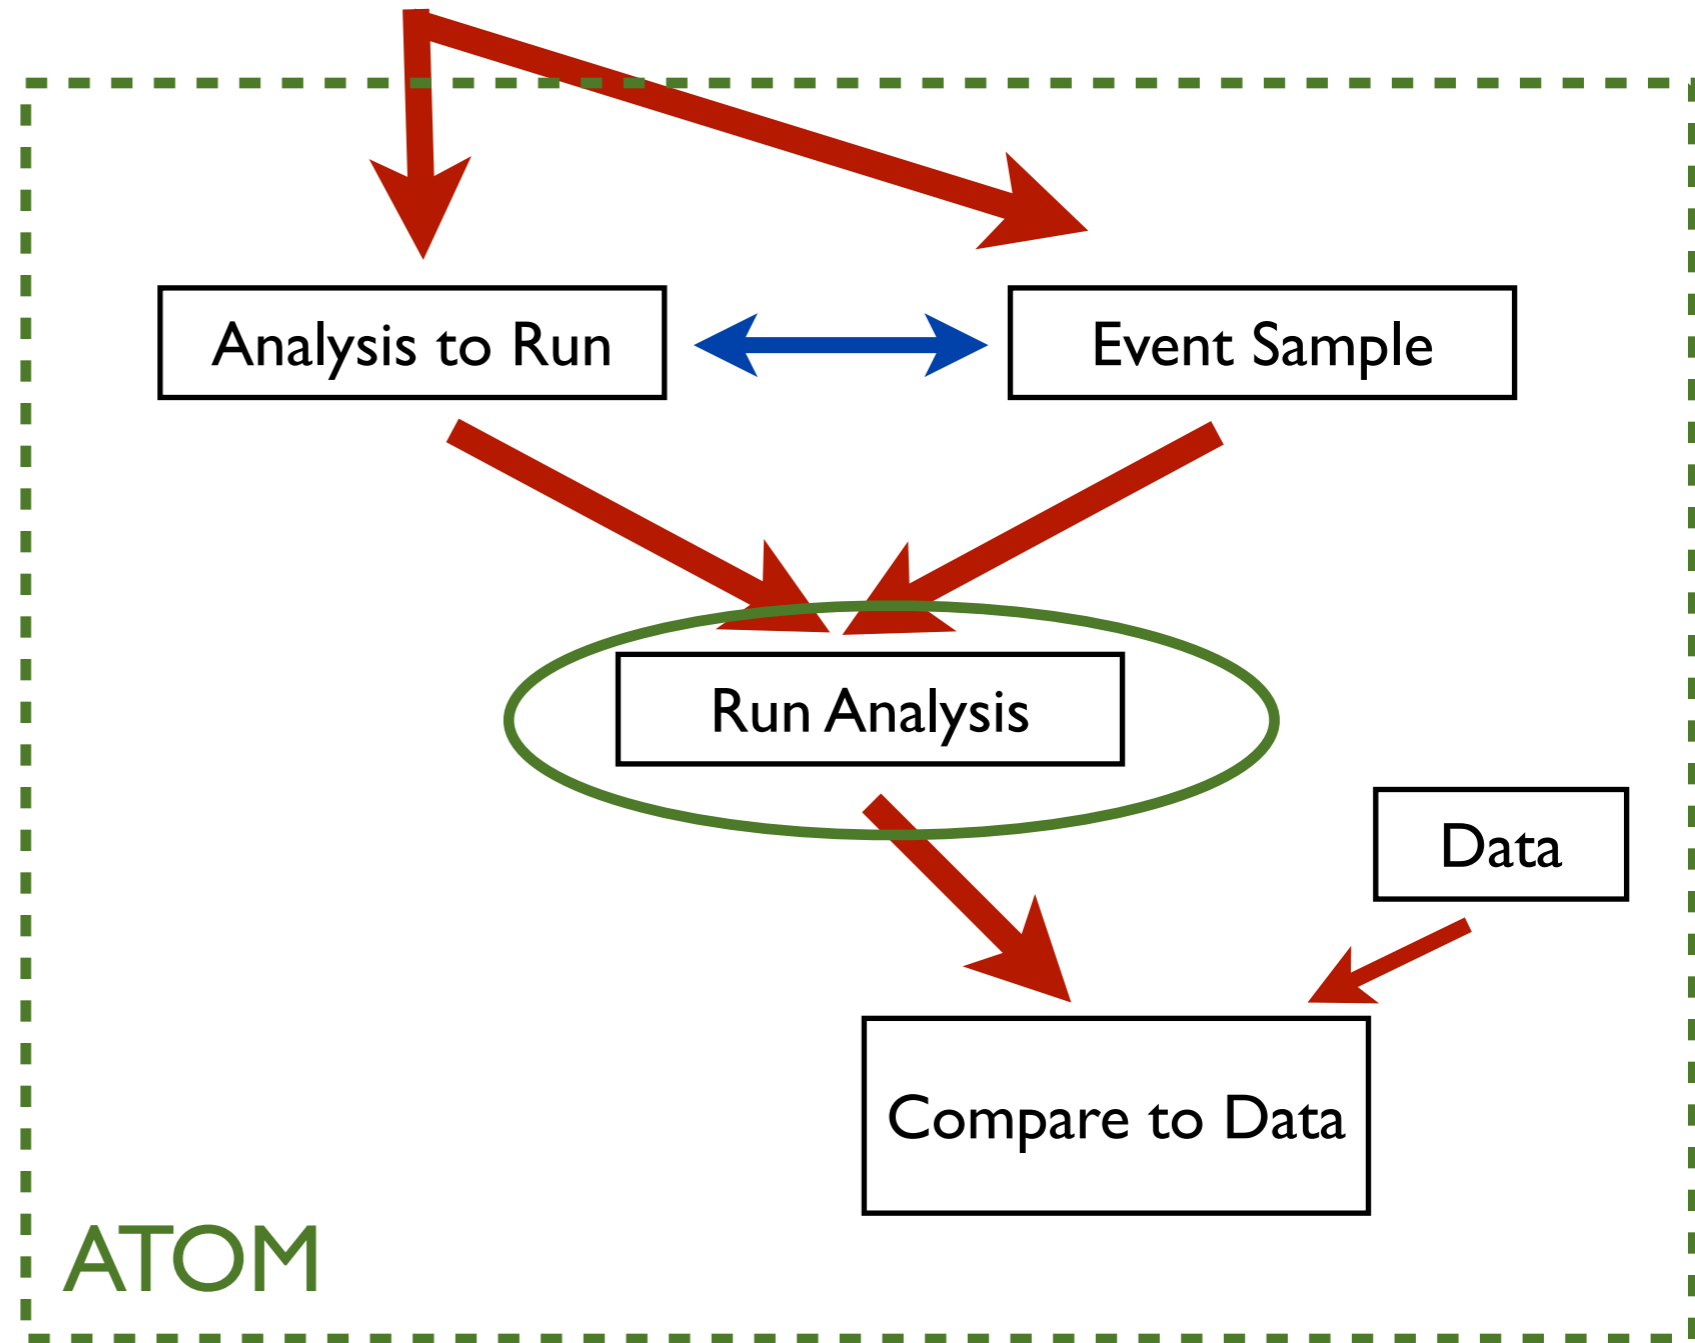 Analysis to Run
Event Sample
Run Analysis
Data
Compare to Data
ATOM